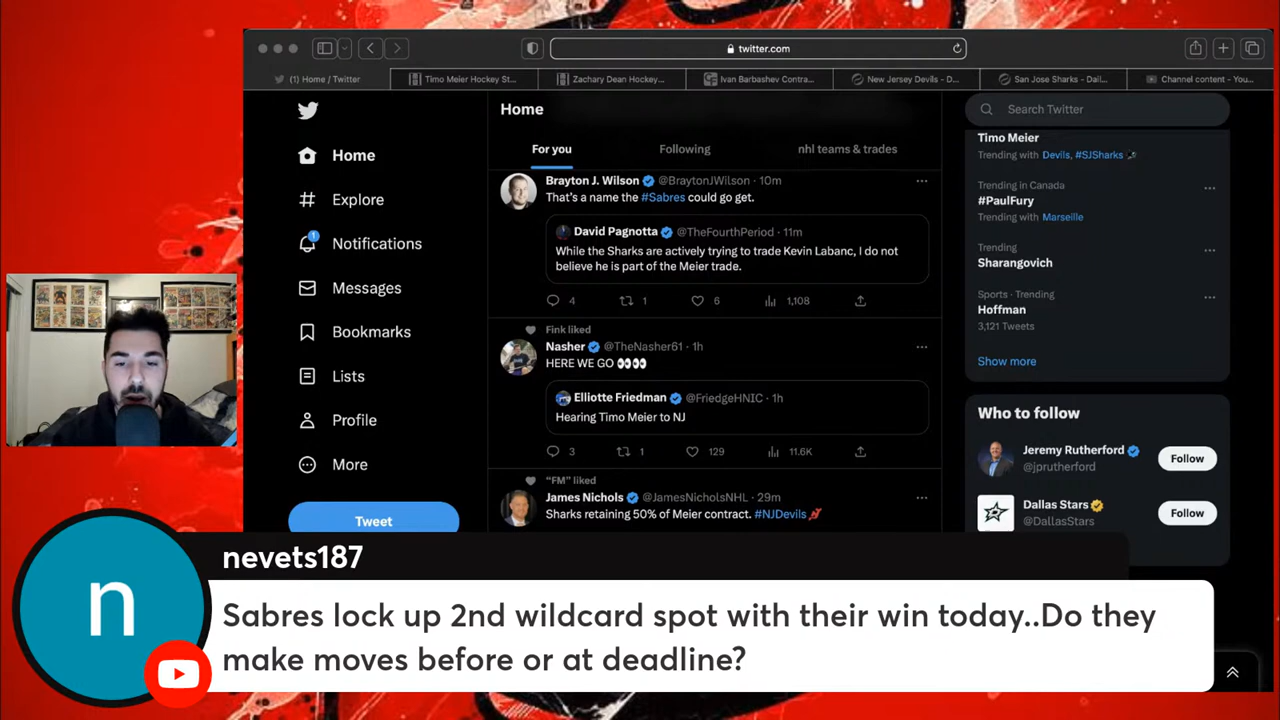 twitter.com
(1) Home / Twitter
Timo Meier Hockey St...
Zachary Dean Hockey...
Ivan Barbashev Contra...
New Jersey Devils - D...
San Jose Sharks - Dail...
Channel content - You...
Home
Explore
1
Notifications
Messages
Bookmarks
Lists
Profile
More
Tweet
Home
For you
Following
nhl teams & trades
Brayton J. Wilson @BraytonJWilson · 10m
That's a name the #Sabres could go get.
David Pagnotta @TheFourthPeriod · 11m
While the Sharks are actively trying to trade Kevin Labanc, I do not
believe he is part of the Meier trade.
4
1
6
1,108
Fink liked
Nasher @TheNasher61 · 1h
HERE WE GO 👀👀
Elliotte Friedman @FriedgeHNIC · 1h
Hearing Timo Meier to NJ
3
1
129
11.6K
"FM" liked
James Nichols @JamesNicholsNHL · 29m
Sharks retaining 50% of Meier contract. #NJDevils
Search Twitter
Timo Meier
Trending with Devils, #SJSharks
Trending in Canada
#PaulFury
Trending with Marseille
Trending
Sharangovich
Sports · Trending
Hoffman
3,121 Tweets
Show more
Who to follow
Jeremy Rutherford
@jprutherford
Follow
Dallas Stars
@DallasStars
Follow
n
nevets187
Sabres lock up 2nd wildcard spot with their win today..Do they
make moves before or at deadline?